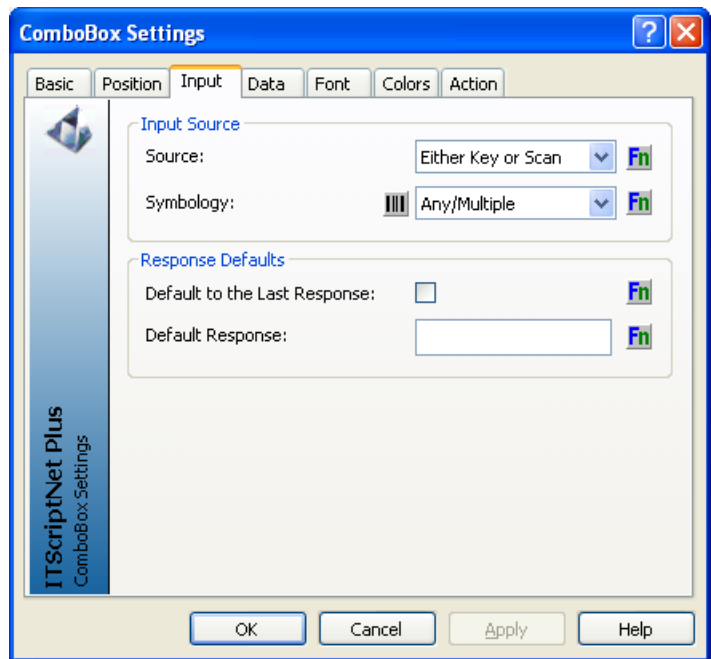 ComboBox Settings
?
Basic Position Input Data Font Colors Action
Input Source
Source: Either Key or Scan Fn
Symbology: Any/Multiple Fn
Response Defaults
Default to the Last Response: Fn
Default Response: Fn
ITScriptNet Plus
ComboBox Settings
OK Cancel Apply Help